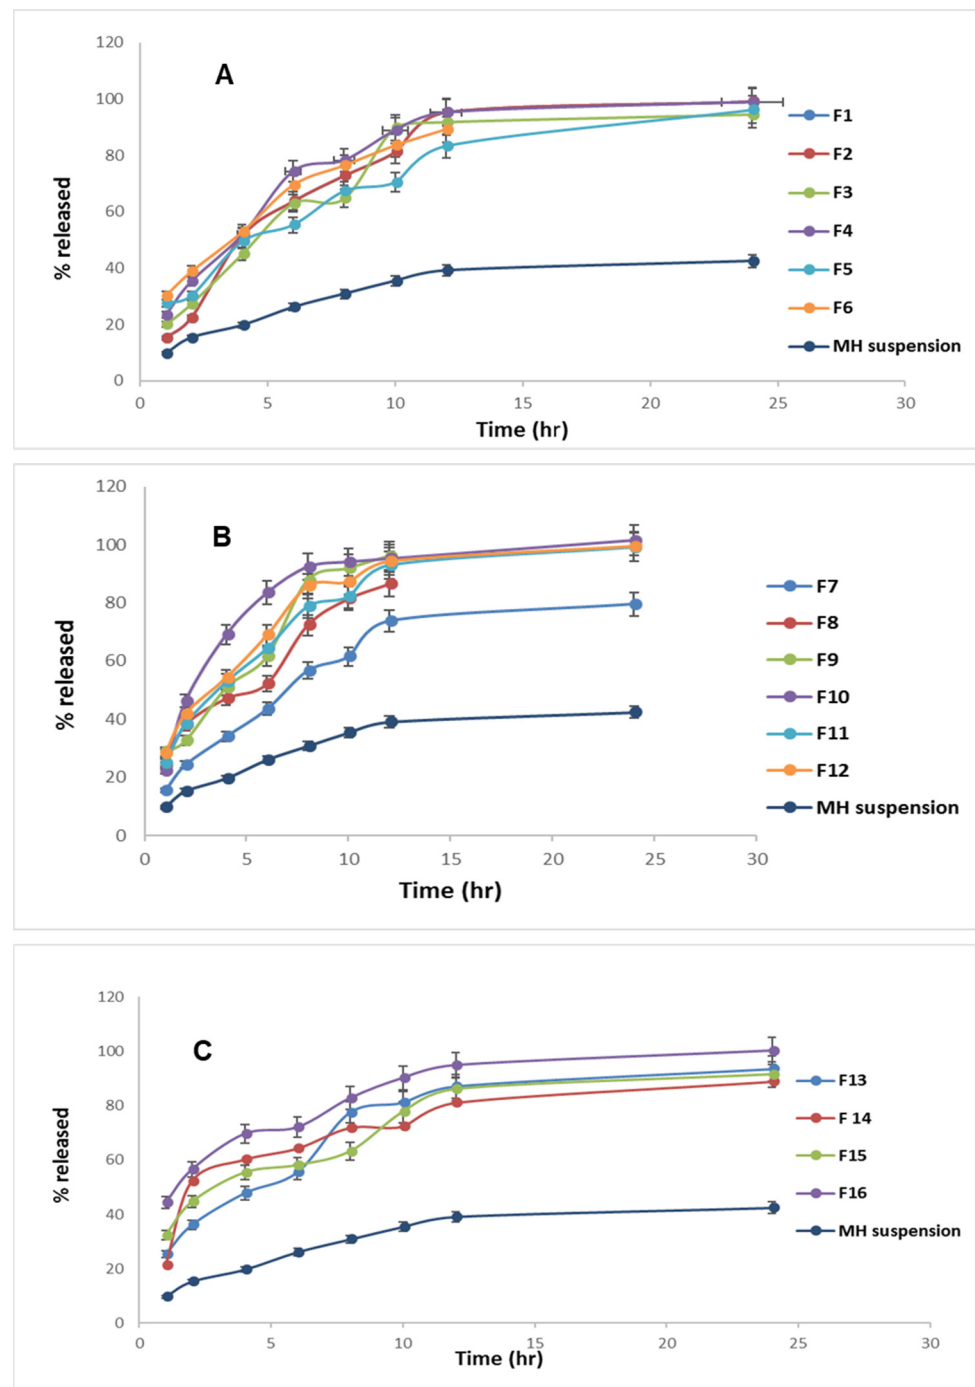 120
A
100
F1
80
F2
60
F3
% released
F4
40
F5
20
F6
0
MH suspension
0 5 10 15 20 25 30
Time (hr)
120
B
100
80
F7
60
F8
% released
F9
40
F10
20
F11
0
F12
MH suspension
0 5 10 15 20 25 30
Time (hr)
120
C
100
F13
80
F 14
60
F15
% released
F16
40
MH suspension
20
0
0 5 10 15 20 25 30
Time (hr)